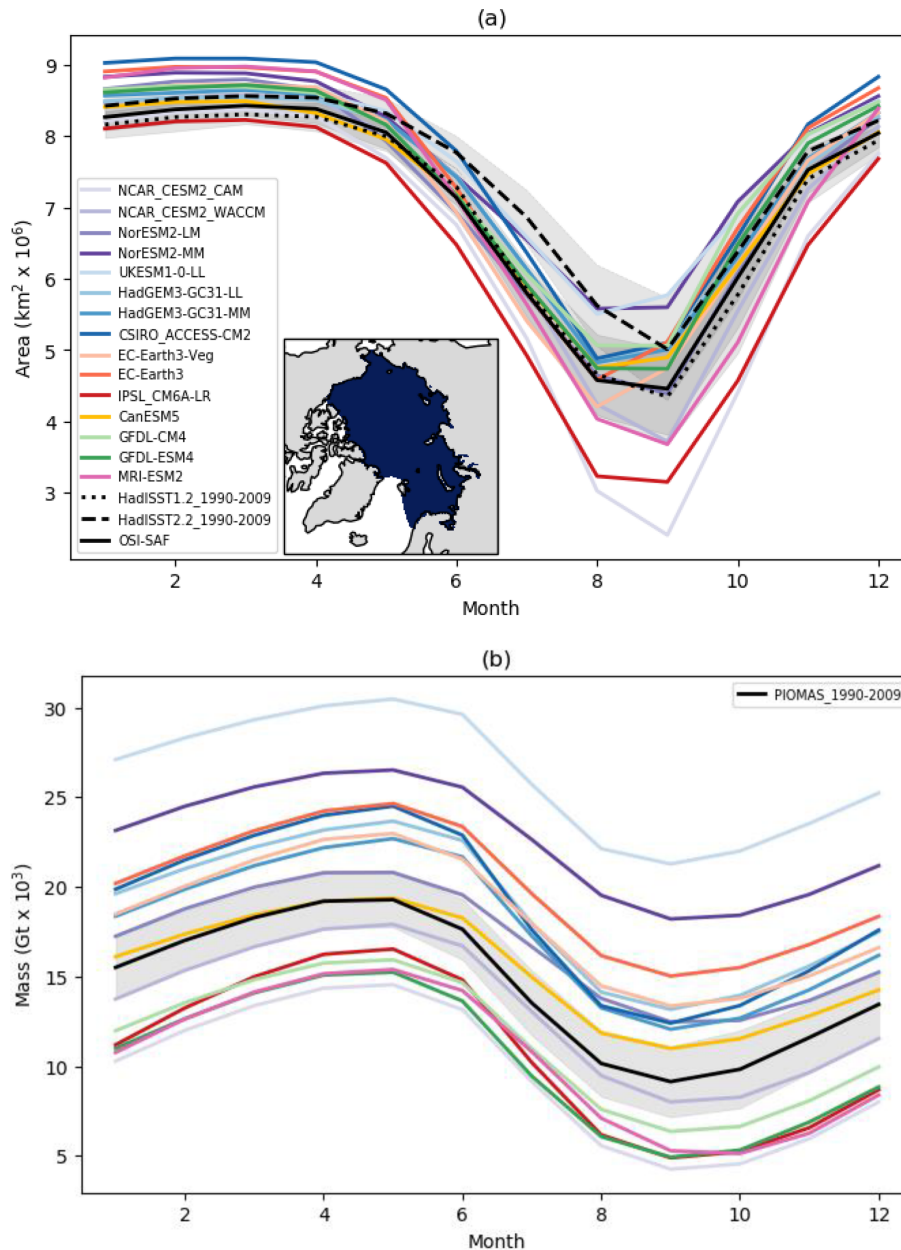 (a)
Area (km² x 10⁶)
9
8
7
6
5
4
3
NCAR_CESM2_CAM
NCAR_CESM2_WACCM
NorESM2-LM
NorESM2-MM
UKESM1-0-LL
HadGEM3-GC31-LL
HadGEM3-GC31-MM
CSIRO_ACCESS-CM2
EC-Earth3-Veg
EC-Earth3
IPSL_CM6A-LR
CanESM5
GFDL-CM4
GFDL-ESM4
MRI-ESM2
HadISST1.2_1990-2009
HadISST2.2_1990-2009
OSI-SAF
2 4 6 8 10 12
Month
(b)
Mass (Gt x 10³)
30
25
20
15
10
5
PIOMAS_1990-2009
2 4 6 8 10 12
Month